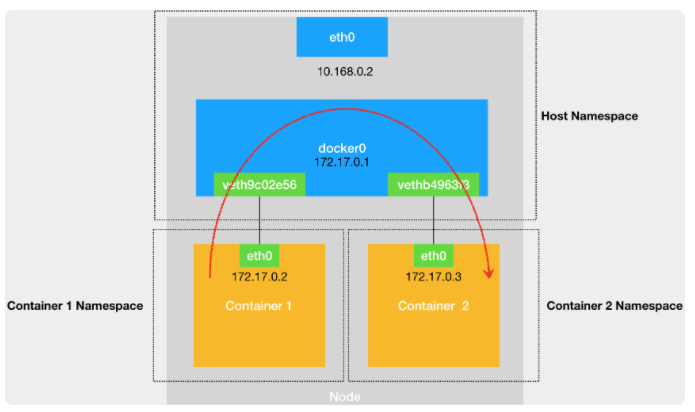 eth0
10.168.0.2
Host Namespace
docker0
172.17.0.1
veth9c02e56
vethb4963f3
eth0
eth0
172.17.0.2
172.17.0.3
Container 1 Namespace
Container 1
Container 2
Container 2 Namespace
Node